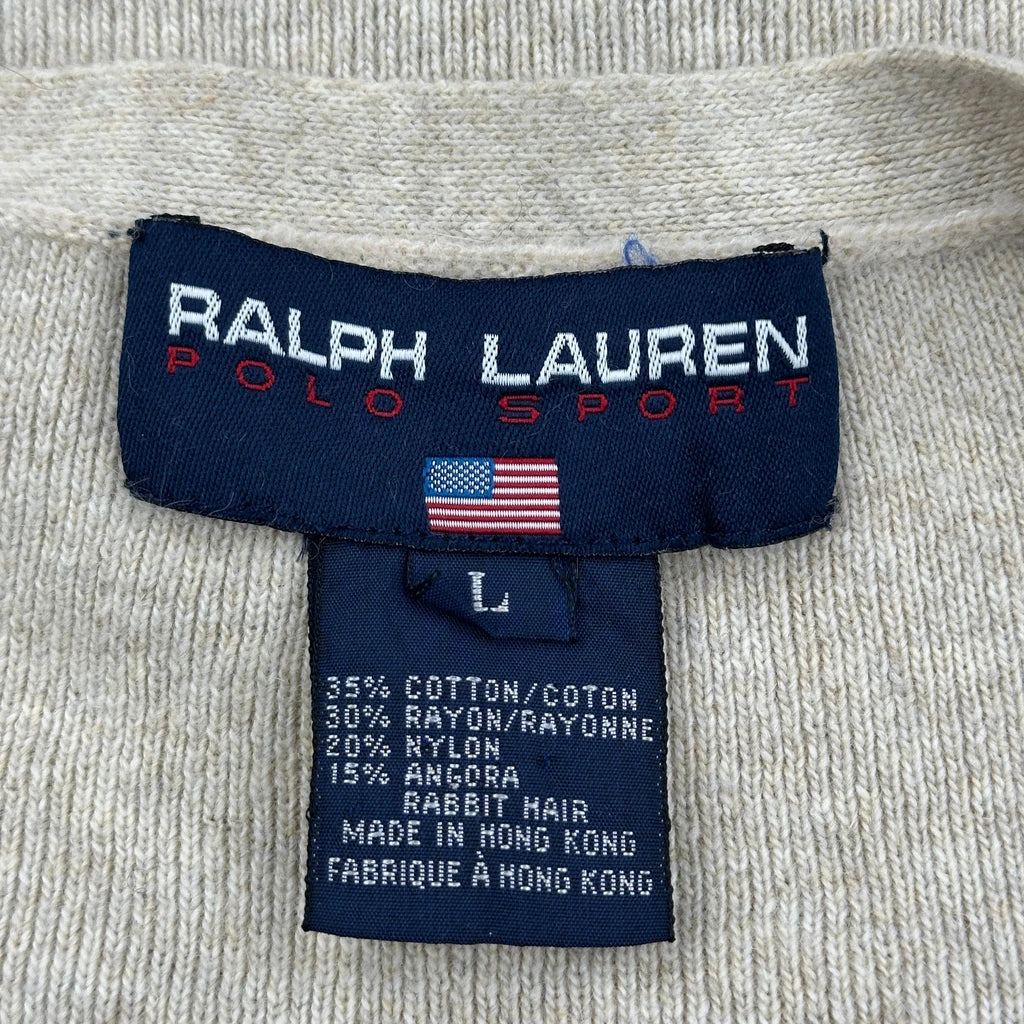 RALPH LAUREN
POLO SPORT
L
35% COTTON/COTON
30% RAYON/RAYONNE
20% NYLON
15% ANGORA
RABBIT HAIR
MADE IN HONG KONG
FABRIQUE À HONG KONG